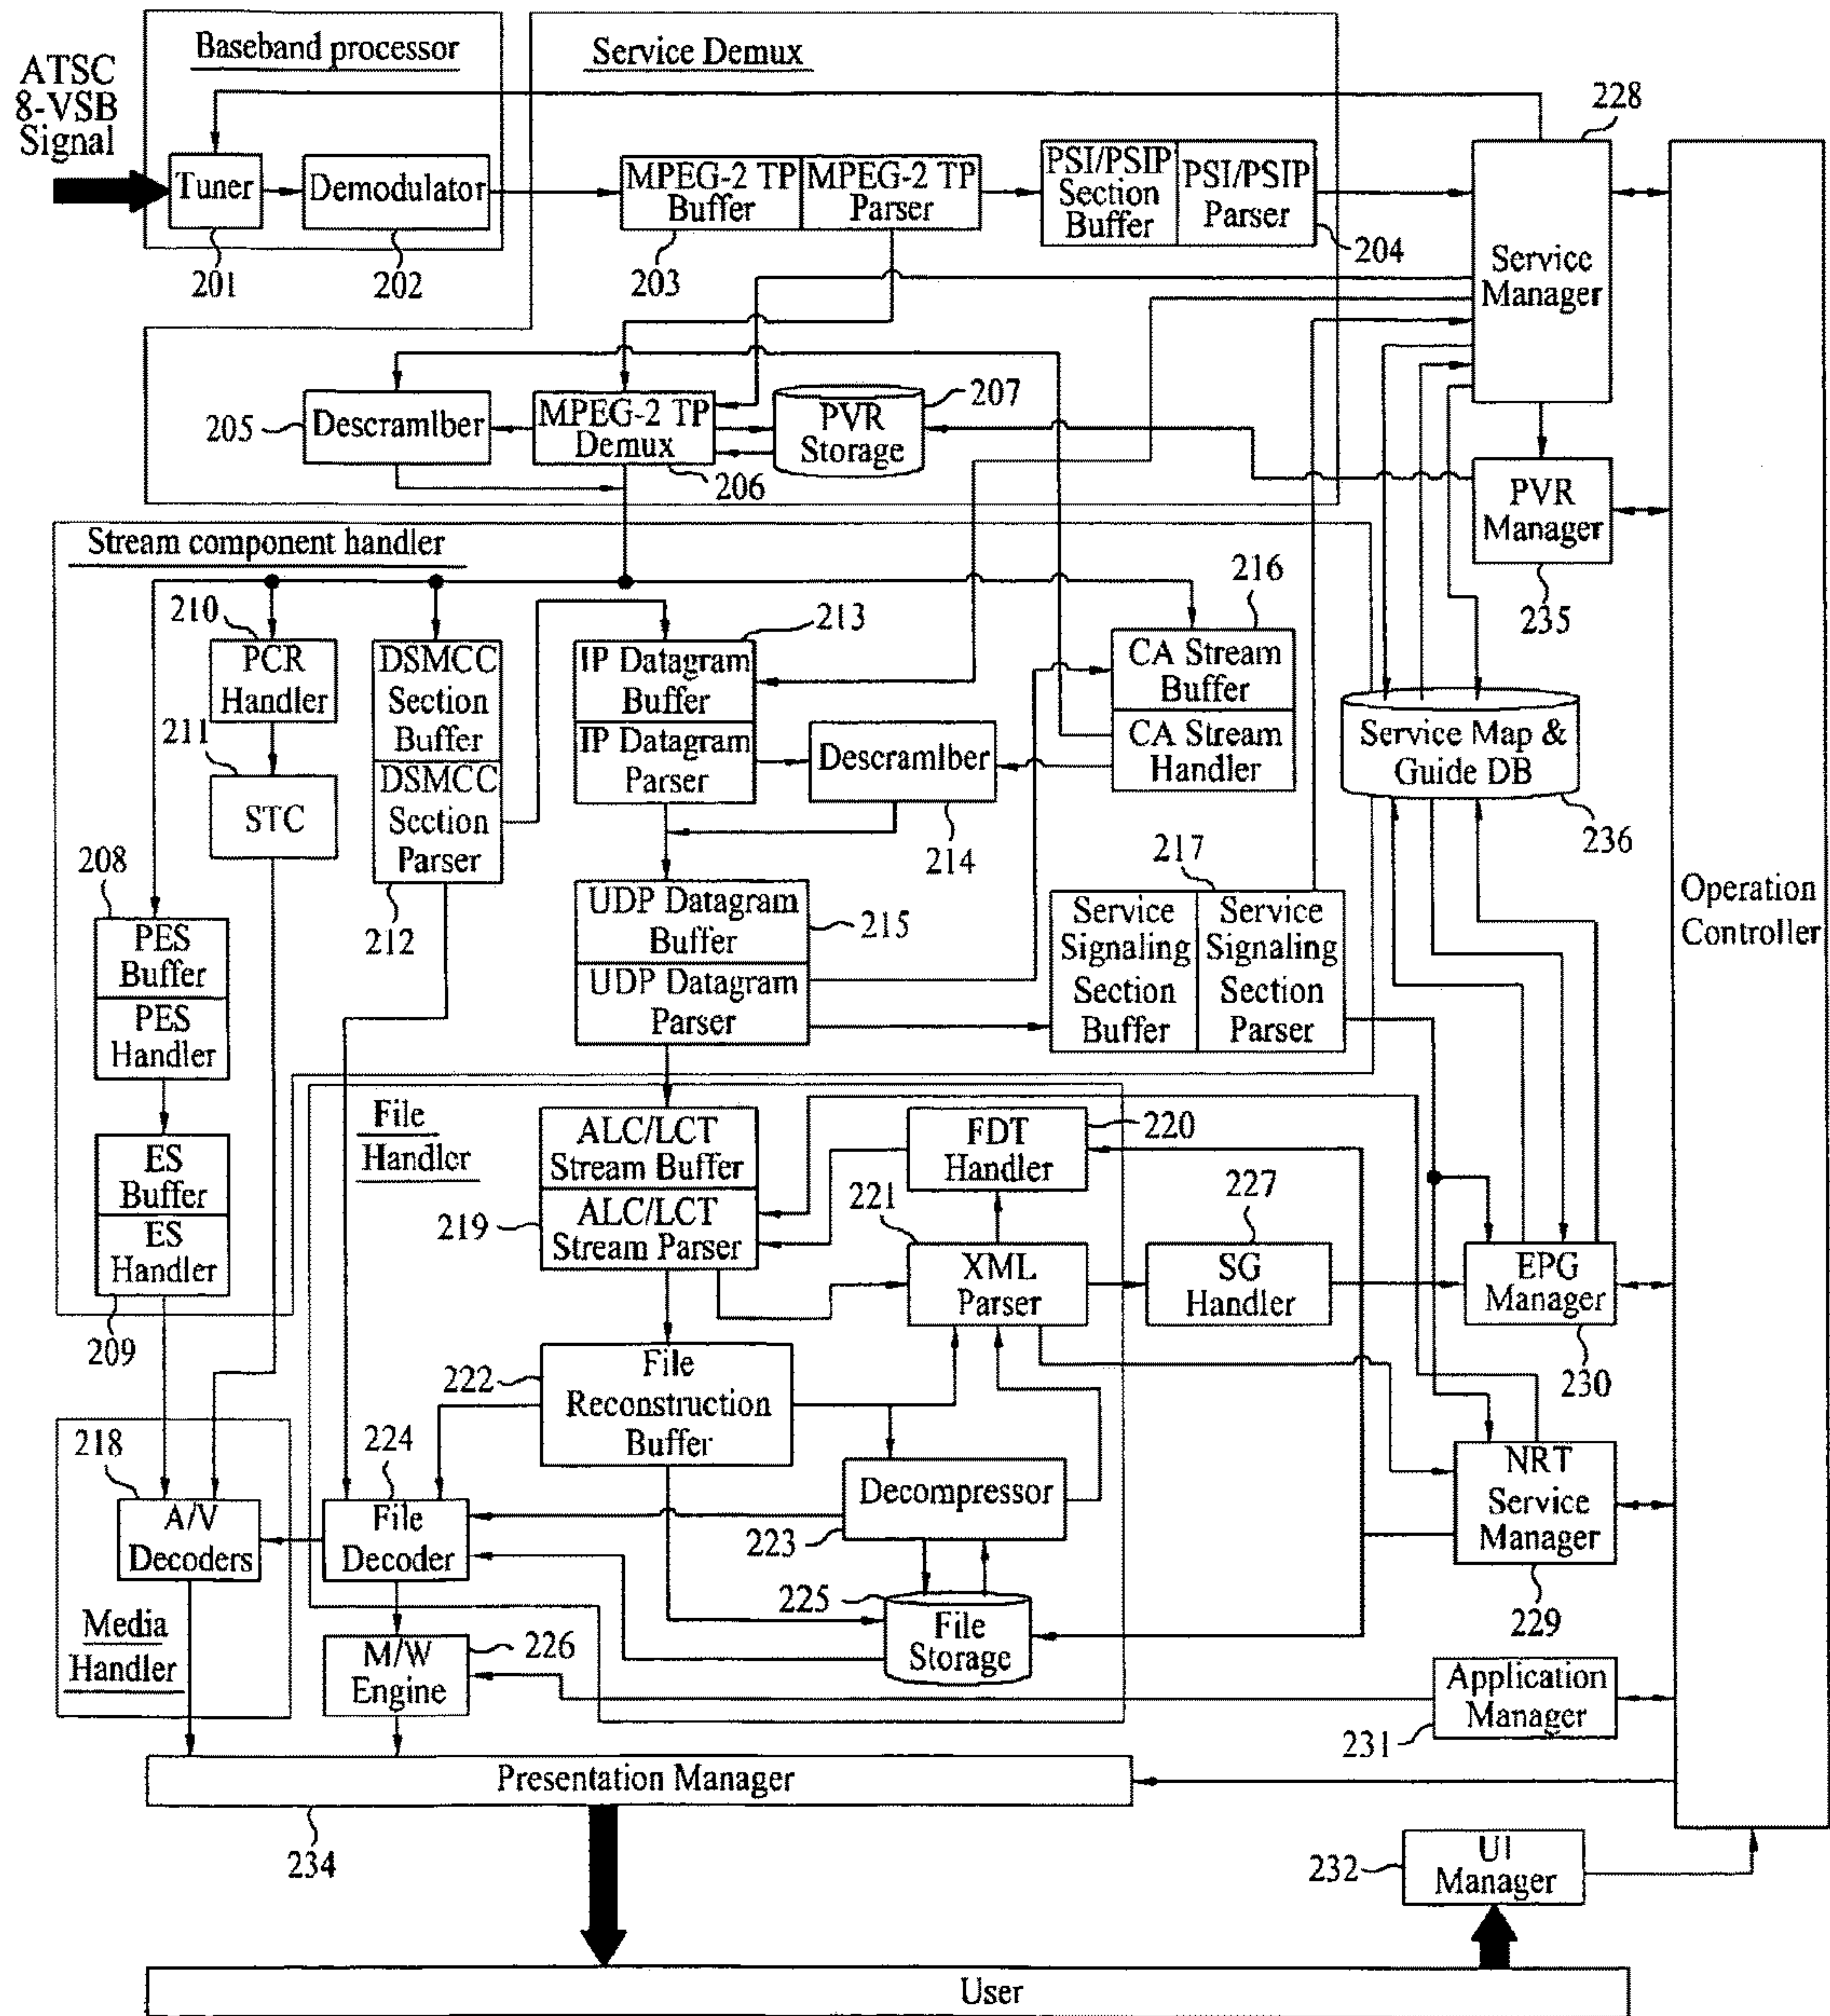 Baseband processor
Service Demux
ATSC
8-VSB
Signal
228
Tuner
Demodulator
MPEG-2 TP
Buffer
MPEG-2 TP
Parser
PSI/PSIP
Section
Buffer
PSI/PSIP
Parser
201
202
203
204
Service
Manager
205
Descramlber
MPEG-2 TP
Demux
206
PVR
Storage
207
PVR
Manager
235
Stream component handler
210
PCR
Handler
211
STC
DSMCC
Section
Buffer
DSMCC
Section
Parser
212
213
IP Datagram
Buffer
IP Datagram
Parser
Descramlber
214
216
CA Stream
Buffer
CA Stream
Handler
Service Map &
Guide DB
236
Operation
Controller
208
PES
Buffer
PES
Handler
UDP Datagram
Buffer
UDP Datagram
Parser
215
217
Service
Signaling
Section
Buffer
Service
Signaling
Section
Parser
ES
Buffer
ES
Handler
209
File
Handler
ALC/LCT
Stream Buffer
ALC/LCT
Stream Parser
219
FDT
Handler
220
221
XML
Parser
227
SG
Handler
EPG
Manager
230
222
File
Reconstruction
Buffer
218
A/V
Decoders
224
File
Decoder
Decompressor
223
NRT
Service
Manager
229
225
File
Storage
Media
Handler
M/W
Engine
226
Application
Manager
231
Presentation Manager
234
232
UI
Manager
User